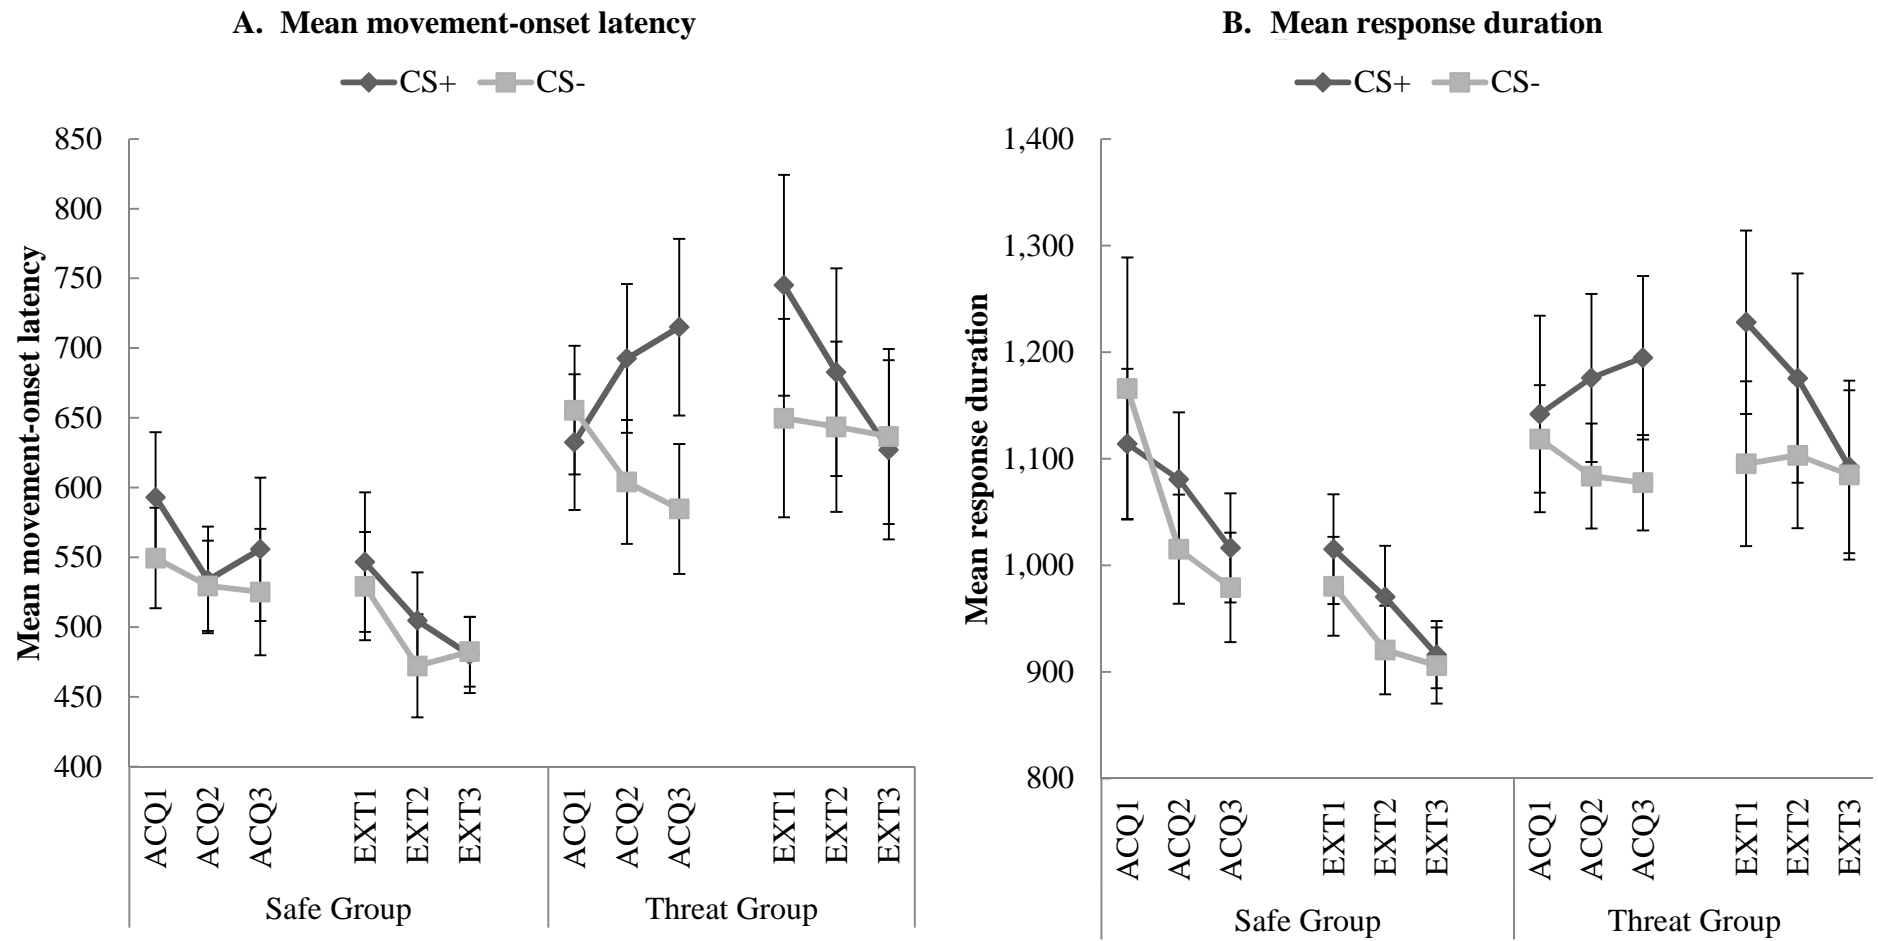 A. Mean movement-onset latency
CS+ CS-
Mean movement-onset latency
850
800
750
700
650
600
550
500
450
400
ACQ1 ACQ2 ACQ3 EXT1 EXT2 EXT3 ACQ1 ACQ2 ACQ3 EXT1 EXT2 EXT3
Safe Group Threat Group
B. Mean response duration
CS+ CS-
Mean response duration
1,400
1,300
1,200
1,100
1,000
900
800
ACQ1 ACQ2 ACQ3 EXT1 EXT2 EXT3 ACQ1 ACQ2 ACQ3 EXT1 EXT2 EXT3
Safe Group Threat Group